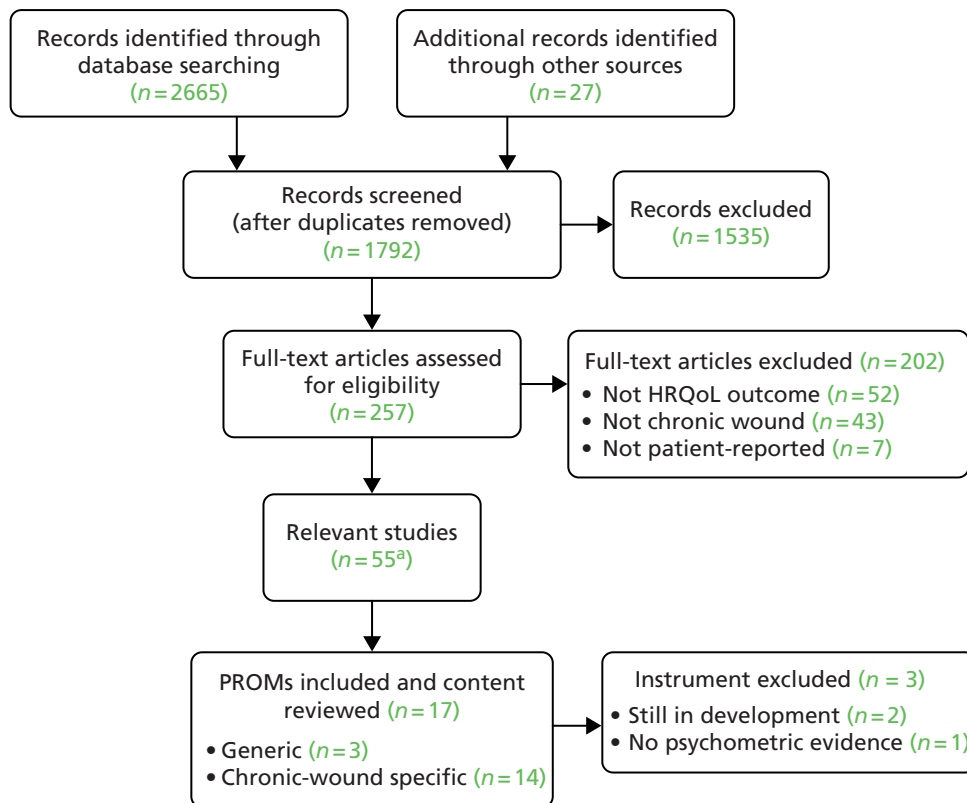 Records identified through
database searching
(n=2665)
Additional records identified
through other sources
(n=27)
Records screened
(after duplicates removed)
(n=1792)
Records excluded
(n=1535)
Full-text articles assessed
for eligibility
(n=257)
Full-text articles excluded (n=202)
• Not HRQoL outcome (n=52)
• Not chronic wound (n=43)
• Not patient-reported (n=7)
Relevant studies
(n=55ᵃ)
PROMs included and content
reviewed (n=17)
• Generic (n=3)
• Chronic-wound specific (n=14)
Instrument excluded (n = 3)
• Still in development (n=2)
• No psychometric evidence (n=1)